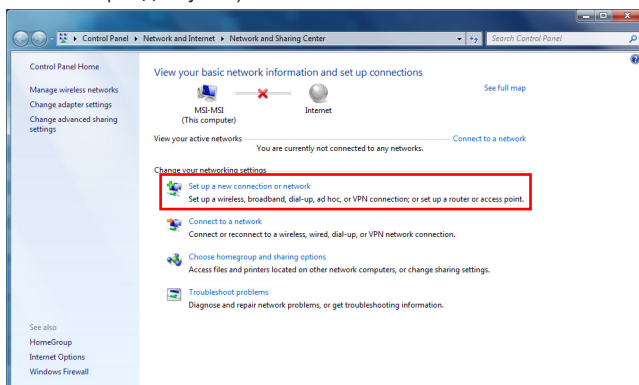 Control Panel ▸ Network and Internet ▸ Network and Sharing Center
Search Control Panel
Control Panel Home
Manage wireless networks
Change adapter settings
Change advanced sharing
settings
View your basic network information and set up connections
See full map
MSI-MSI
(This computer)
Internet
View your active networks
Connect to a network
You are currently not connected to any networks.
Change your networking settings
Set up a new connection or network
Set up a wireless, broadband, dial-up, ad hoc, or VPN connection; or set up a router or access point.
Connect to a network
Connect or reconnect to a wireless, wired, dial-up, or VPN network connection.
Choose homegroup and sharing options
Access files and printers located on other network computers, or change sharing settings.
Troubleshoot problems
Diagnose and repair network problems, or get troubleshooting information.
See also
HomeGroup
Internet Options
Windows Firewall